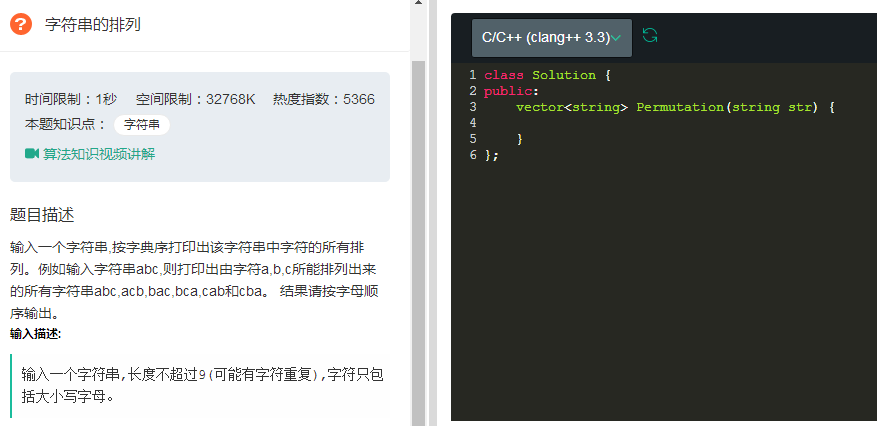 字符串的排列
时间限制：1秒 空间限制：32768K 热度指数：5366
本题知识点： 字符串
算法知识视频讲解
题目描述
输入一个字符串,按字典序打印出该字符串中字符的所有排
列。例如输入字符串abc,则打印出由字符a,b,c所能排列出来
的所有字符串abc,acb,bac,bca,cab和cba。 结果请按字母顺
序输出。
输入描述:
输入一个字符串,长度不超过9(可能有字符重复),字符只包
括大小写字母。
C/C++ (clang++ 3.3)
1 class Solution {
2 public:
3     vector<string> Permutation(string str) {
4
5     }
6 };